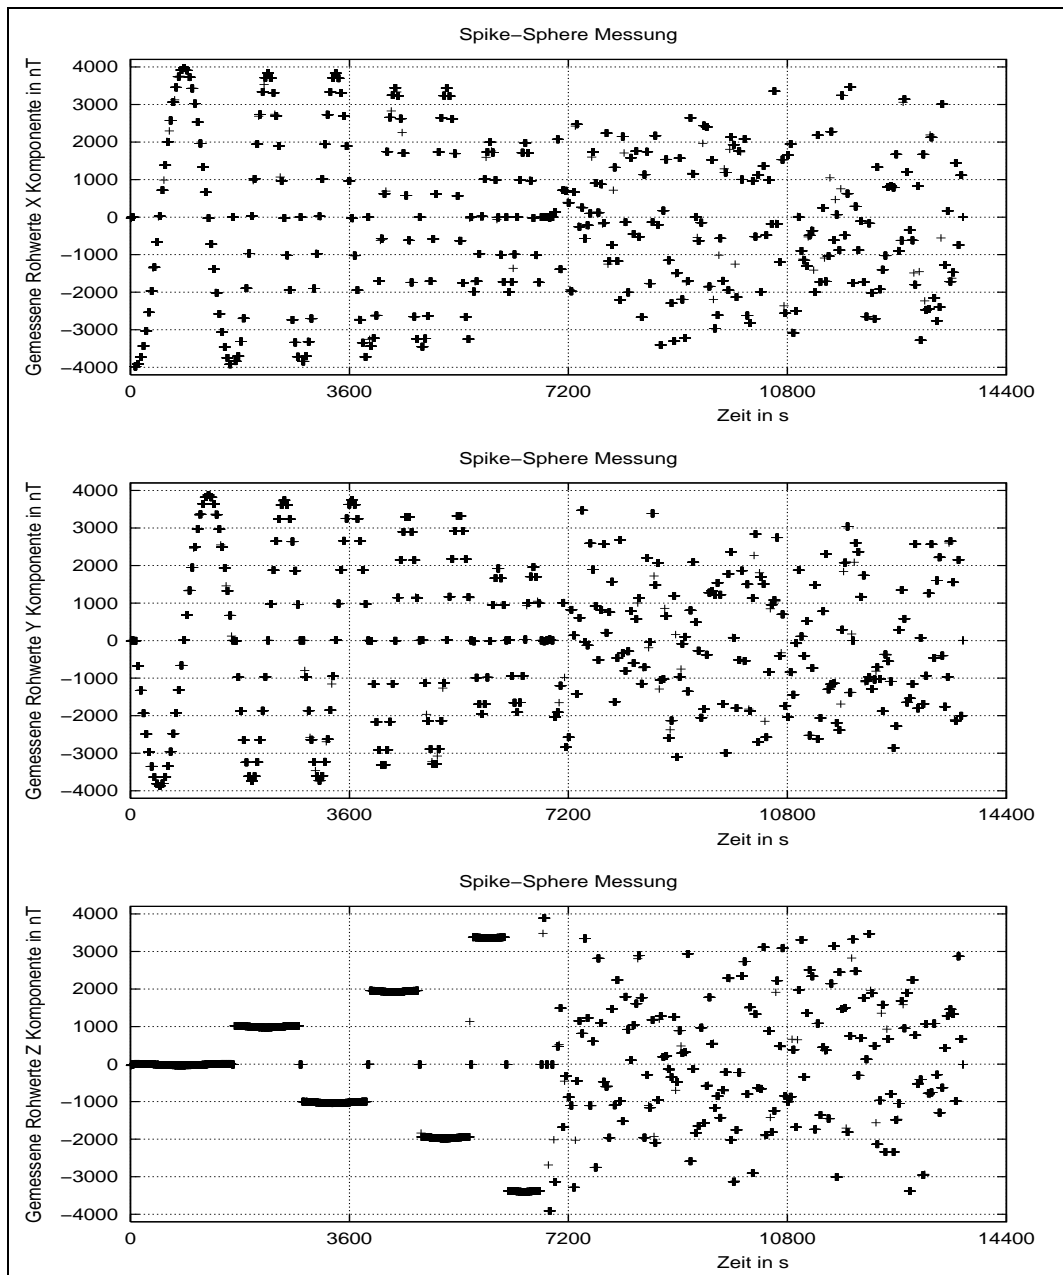 Spike−Sphere Messung
Gemessene Rohwerte X Komponente in nT
4000
3000
2000
1000
0
−1000
−2000
−3000
−4000
0 3600 7200 10800 14400
Zeit in s
Spike−Sphere Messung
Gemessene Rohwerte Y Komponente in nT
4000
3000
2000
1000
0
−1000
−2000
−3000
−4000
0 3600 7200 10800 14400
Zeit in s
Spike−Sphere Messung
Gemessene Rohwerte Z Komponente in nT
4000
3000
2000
1000
0
−1000
−2000
−3000
−4000
0 3600 7200 10800 14400
Zeit in s